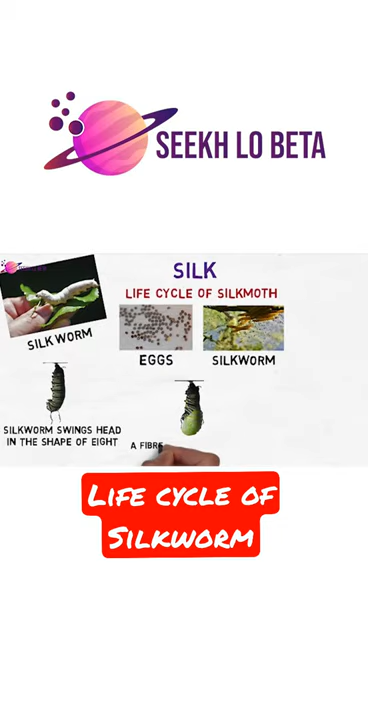 SEEKH LO BETA
SILK
LIFE CYCLE OF SILKMOTH
SILK WORM
EGGS
SILKWORM
SILKWORM SWINGS HEAD
IN THE SHAPE OF EIGHT
A FIBRE
LIFE CYCLE OF
SILKWORM